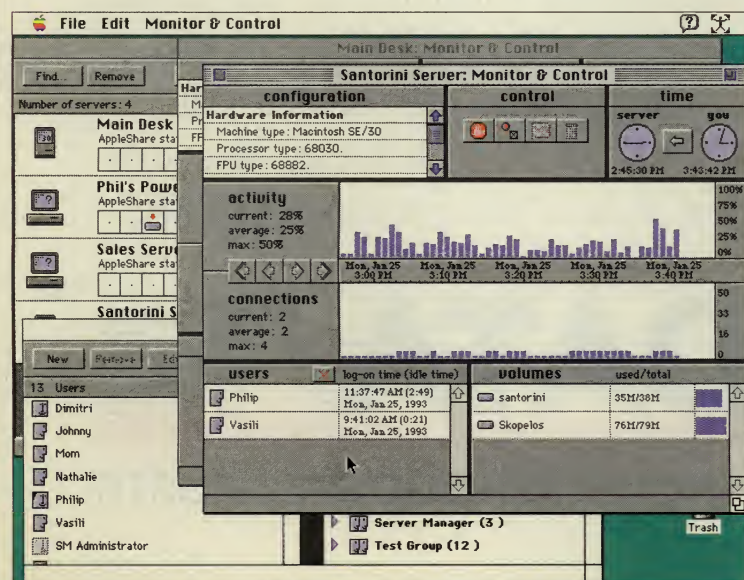 File Edit Monitor & Control
Main Desk: Monitor & Control
Find... Remove
Number of servers: 4
Main Desk
AppleShare sta
Phil's Powe
AppleShare sta
Sales Serve
AppleShare sta
Santorini S
Har
M
Pr
FP
Santorini Server: Monitor & Control
configuration
Hardware Information
Machine type: Macintosh SE/30
Processor type: 68030.
FPU type: 68882.
control
time
server you
2:45:30 PM 3:43:42 PM
activity
current: 28%
average: 25%
max: 50%
100%
75%
50%
25%
0%
Mon, Jan 25 Mon, Jan 25 Mon, Jan 25 Mon, Jan 25 Mon, Jan 25
3:00 PM 3:10 PM 3:20 PM 3:30 PM 3:40 PM
connections
current: 2
average: 2
max: 4
50
33
16
0
users log-on time (idle time)
Philip 11:37:47 AM (2:49)
Mon, Jan 25, 1993
Vasili 9:41:02 AM (0:21)
Mon, Jan 25, 1993
volumes used/total
santorini 35M/38M
Skopelos 76M/79M
New Remove Edi
13 Users
Dimitri
Johnny
Mom
Nathalie
Philip
Vasili
SM Administrator
Server Manager (3)
Test Group (12)
Trash